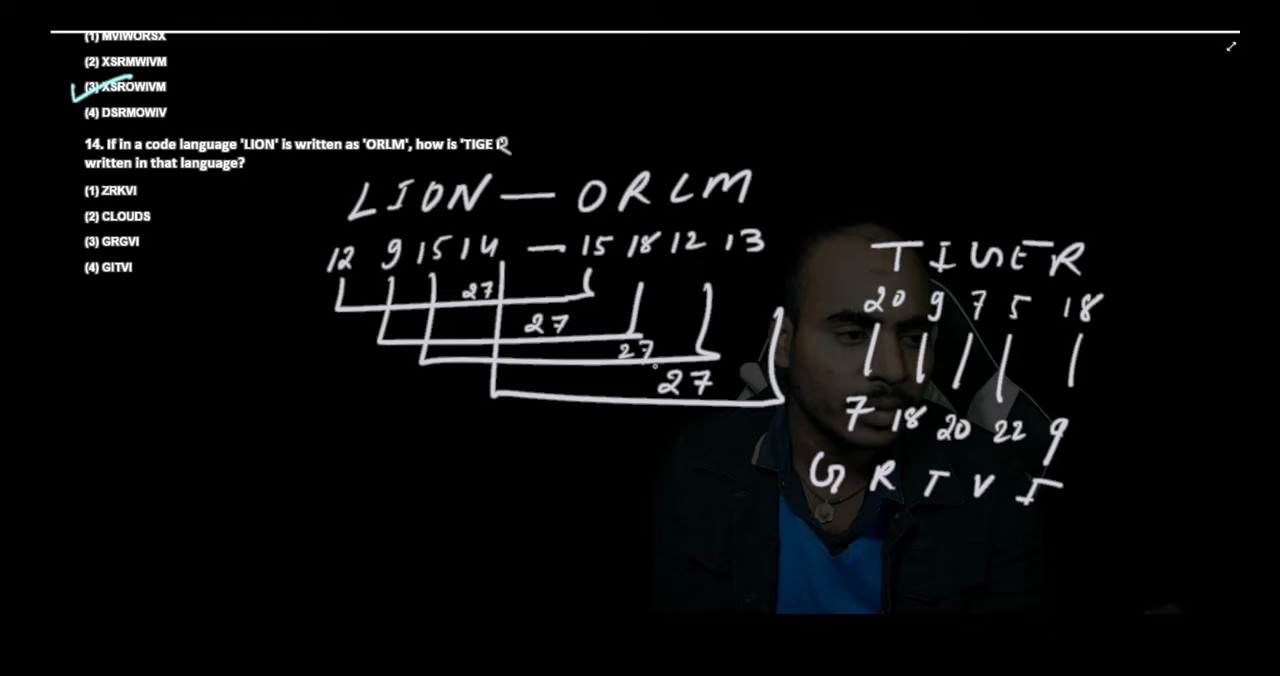 (1) MVIWORSX
(2) XSRMWIVM
(3) XSROWIVM
(4) DSRMOWIV
14. If in a code language 'LION' is written as 'ORLM', how is 'TIGE R
written in that language?
(1) ZRKVI
(2) CLOUDS
(3) GRGVI
(4) GITVI
LION — ORLM
12 9 15 14 — 15 18 12 13
27
27
27
27
TIGER
20 9 7 5 18
7 18 20 22 9
G R T V I